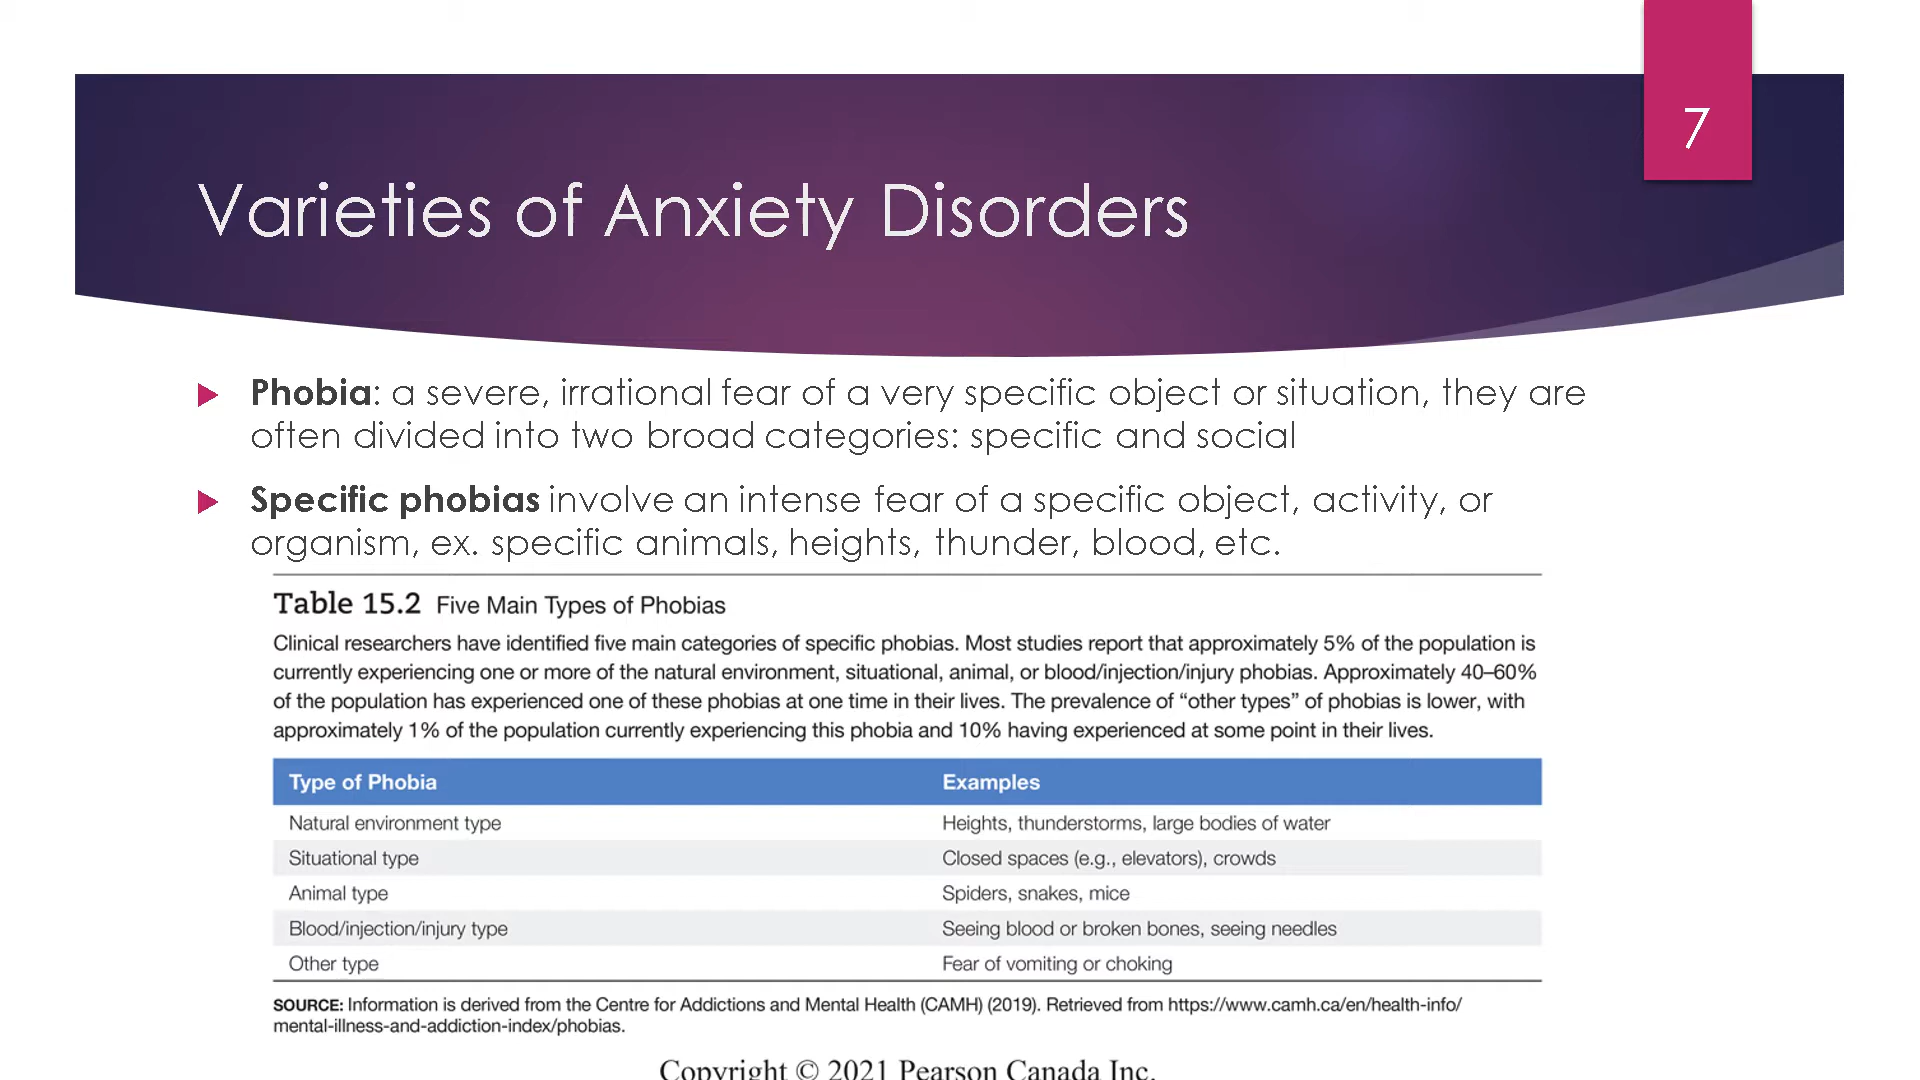 7
Varieties of Anxiety Disorders
Phobia: a severe, irrational fear of a very specific object or situation, they are
often divided into two broad categories: specific and social
Specific phobias involve an intense fear of a specific object, activity, or
organism, ex. specific animals, heights, thunder, blood, etc.
Table 15.2 Five Main Types of Phobias
Clinical researchers have identified five main categories of specific phobias. Most studies report that approximately 5% of the population is
currently experiencing one or more of the natural environment, situational, animal, or blood/injection/injury phobias. Approximately 40–60%
of the population has experienced one of these phobias at one time in their lives. The prevalence of “other types” of phobias is lower, with
approximately 1% of the population currently experiencing this phobia and 10% having experienced at some point in their lives.
Type of Phobia Examples
Natural environment type Heights, thunderstorms, large bodies of water
Situational type Closed spaces (e.g., elevators), crowds
Animal type Spiders, snakes, mice
Blood/injection/injury type Seeing blood or broken bones, seeing needles
Other type Fear of vomiting or choking
SOURCE: Information is derived from the Centre for Addictions and Mental Health (CAMH) (2019). Retrieved from https://www.camh.ca/en/health-info/
mental-illness-and-addiction-index/phobias.
Copyright © 2021 Pearson Canada Inc.